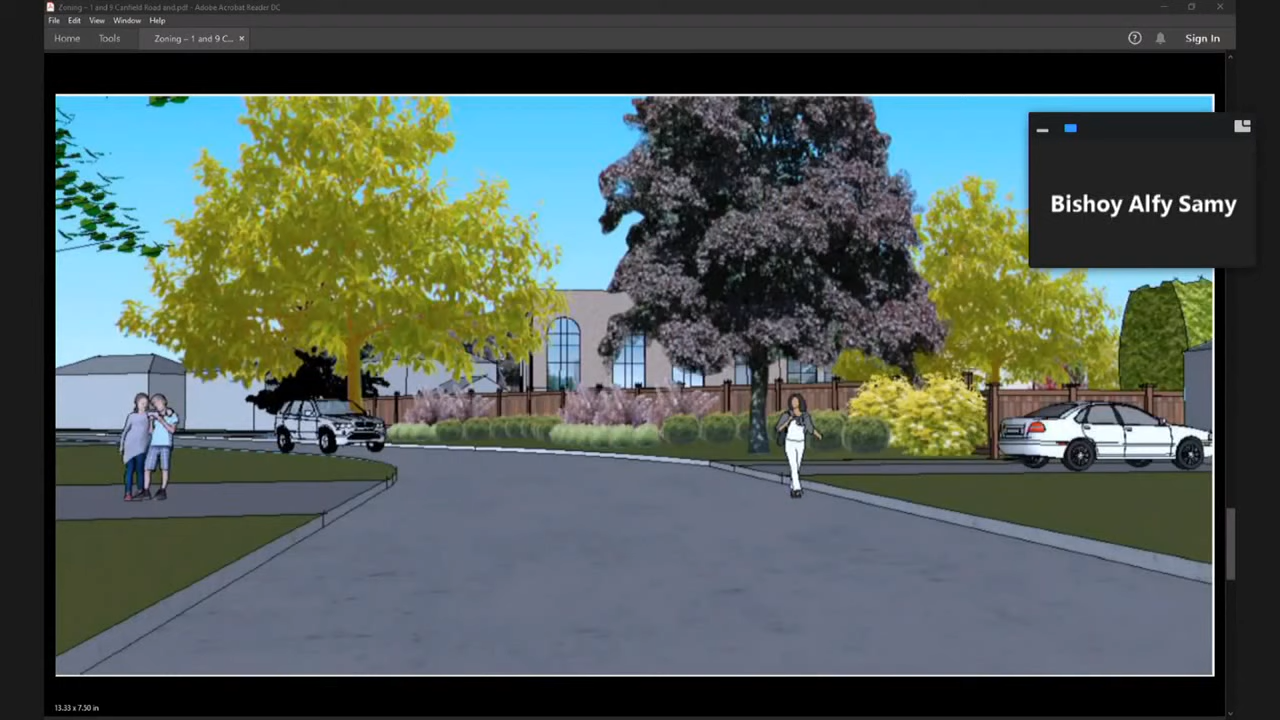 Zoning – 1 and 9 Canfield Road and.pdf - Adobe Acrobat Reader DC
File Edit View Window Help
Home Tools Zoning – 1 and 9 C... × Sign In
Bishoy Alfy Samy
13.33 x 7.50 in